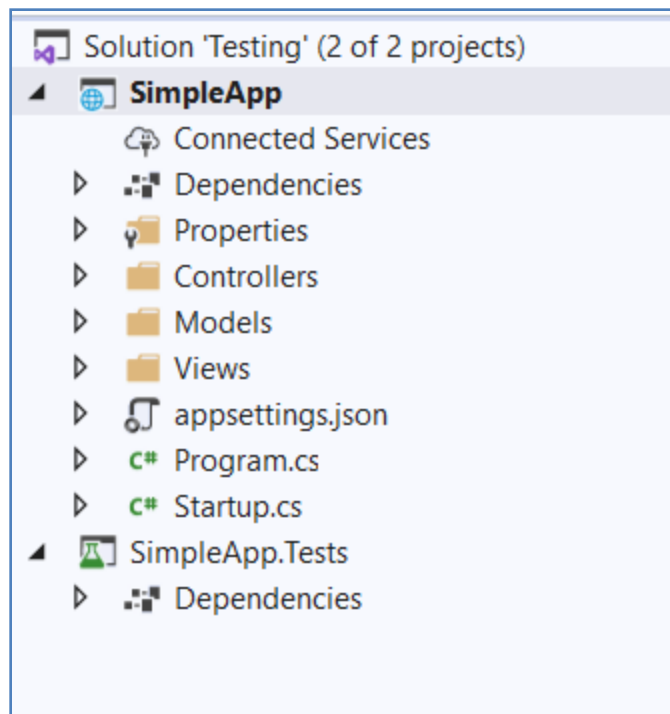 Solution 'Testing' (2 of 2 projects)
SimpleApp
Connected Services
Dependencies
Properties
Controllers
Models
Views
appsettings.json
C# Program.cs
C# Startup.cs
SimpleApp.Tests
Dependencies